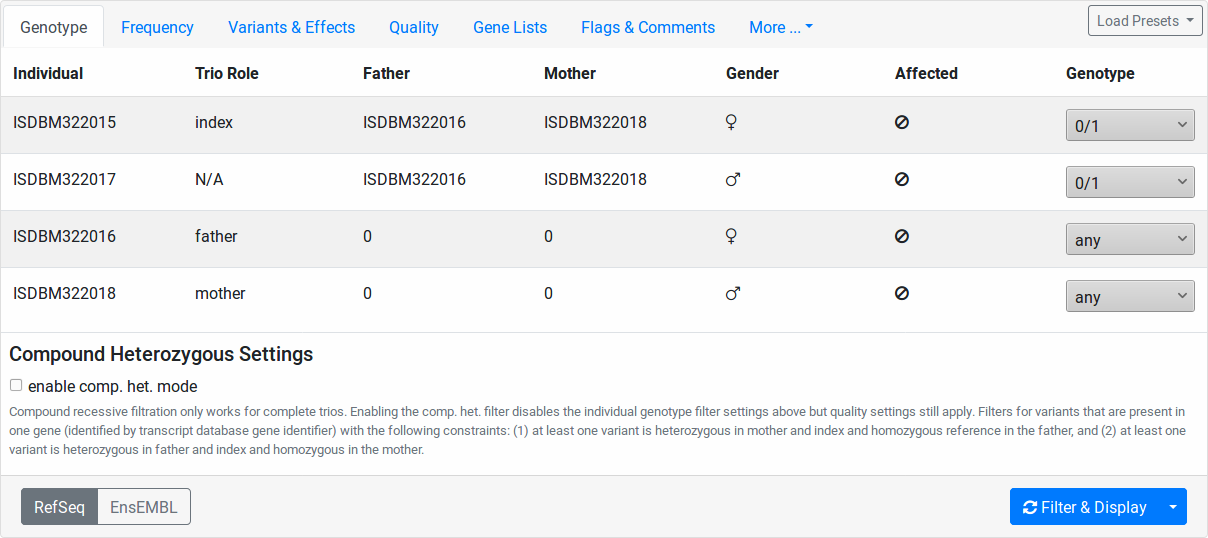 Genotype Frequency Variants & Effects Quality Gene Lists Flags & Comments More ... Load Presets
Individual Trio Role Father Mother Gender Affected Genotype
ISDBM322015 index ISDBM322016 ISDBM322018 ♀ 0/1
ISDBM322017 N/A ISDBM322016 ISDBM322018 ♂ 0/1
ISDBM322016 father 0 0 ♀ any
ISDBM322018 mother 0 0 ♂ any
Compound Heterozygous Settings
enable comp. het. mode
Compound recessive filtration only works for complete trios. Enabling the comp. het. filter disables the individual genotype filter settings above but quality settings still apply. Filters for variants that are present in
one gene (identified by transcript database gene identifier) with the following constraints: (1) at least one variant is heterozygous in mother and index and homozygous reference in the father, and (2) at least one
variant is heterozygous in father and index and homozygous in the mother.
RefSeq EnsEMBL Filter & Display